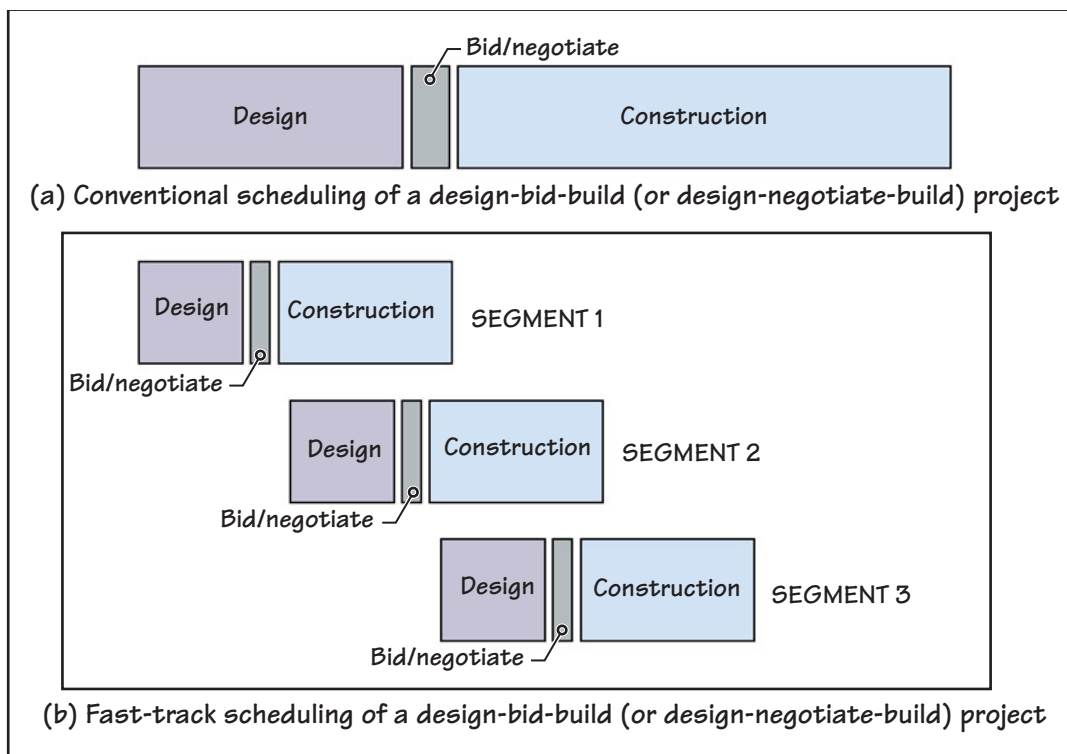 Bid/negotiate
Design
Construction
(a) Conventional scheduling of a design-bid-build (or design-negotiate-build) project
Design
Construction
SEGMENT 1
Bid/negotiate
Design
Construction
SEGMENT 2
Bid/negotiate
Design
Construction
SEGMENT 3
Bid/negotiate
(b) Fast-track scheduling of a design-bid-build (or design-negotiate-build) project